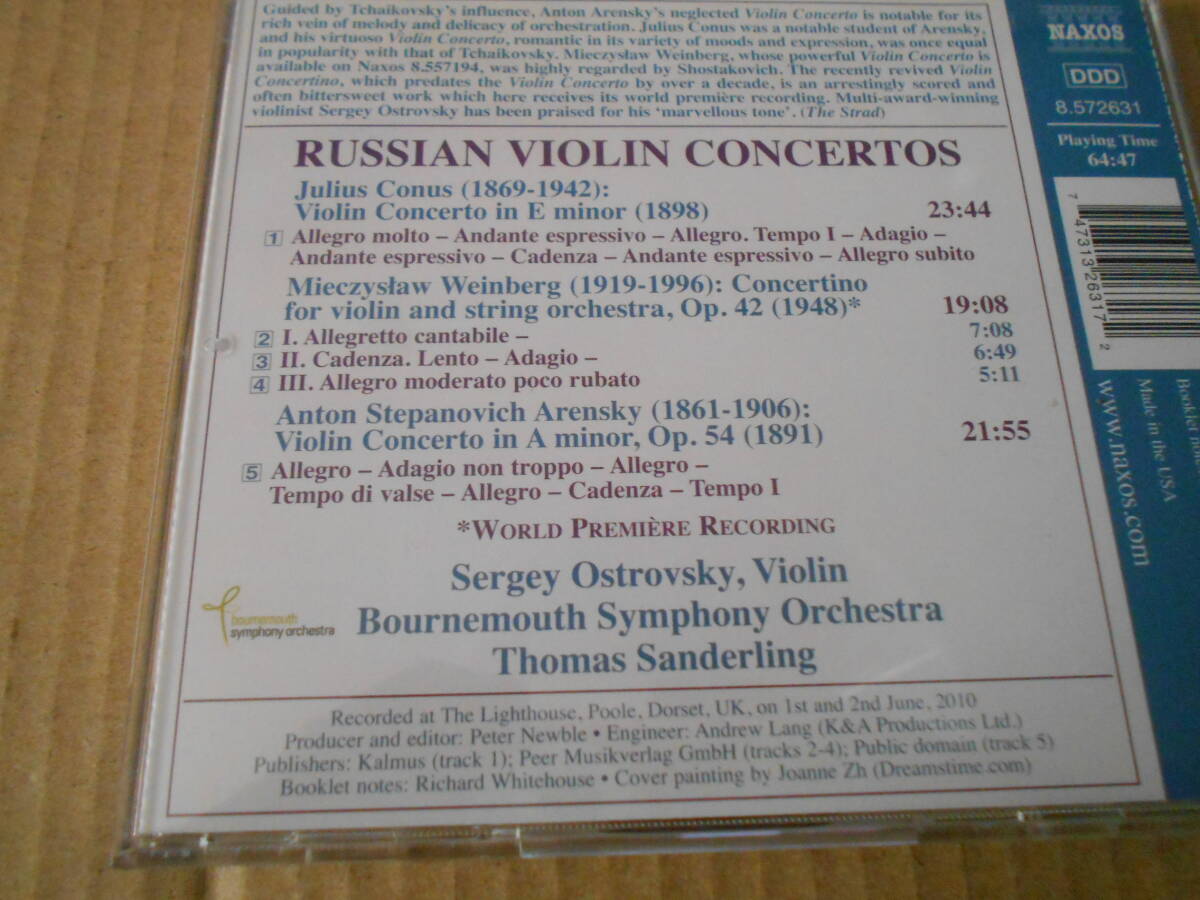 Guided by Tchaikovsky's influence, Anton Arensky's neglected Violin Concerto is notable for its
rich vein of melody and delicacy of orchestration. Julius Conus was a notable student of Arensky,
and his virtuoso Violin Concerto, romantic in its variety of moods and expression, was once equal
in popularity with that of Tchaikovsky. Mieczysław Weinberg, whose powerful Violin Concerto is
available on Naxos 8.557194, was highly regarded by Shostakovich. The recently revived Violin
Concertino, which predates the Violin Concerto by over a decade, is an arrestingly scored and
often bittersweet work which here receives its world première recording. Multi-award-winning
violinist Sergey Ostrovsky has been praised for his 'marvellous tone'. (The Strad)
RUSSIAN VIOLIN CONCERTOS
Julius Conus (1869-1942):
Violin Concerto in E minor (1898) 23:44
1 Allegro molto – Andante espressivo – Allegro. Tempo I – Adagio –
Andante espressivo – Cadenza – Andante espressivo – Allegro subito
Mieczysław Weinberg (1919-1996): Concertino
for violin and string orchestra, Op. 42 (1948)* 19:08
2 I. Allegretto cantabile – 7:08
3 II. Cadenza. Lento – Adagio – 6:49
4 III. Allegro moderato poco rubato 5:11
Anton Stepanovich Arensky (1861-1906):
Violin Concerto in A minor, Op. 54 (1891) 21:55
5 Allegro – Adagio non troppo – Allegro –
Tempo di valse – Allegro – Cadenza – Tempo I
*WORLD PREMIÈRE RECORDING
Sergey Ostrovsky, Violin
Bournemouth Symphony Orchestra
Thomas Sanderling
bournemouth
symphony orchestra
Recorded at The Lighthouse, Poole, Dorset, UK, on 1st and 2nd June, 2010
Producer and editor: Peter Newble • Engineer: Andrew Lang (K&A Productions Ltd.)
Publishers: Kalmus (track 1); Peer Musikverlag GmbH (tracks 2-4); Public domain (track 5)
Booklet notes: Richard Whitehouse • Cover painting by Joanne Zh (Dreamstime.com)
NAXOS
DDD
8.572631
Playing Time
64:47
7 47313 26317 2
Booklet
Made in the USA
www.naxos.com